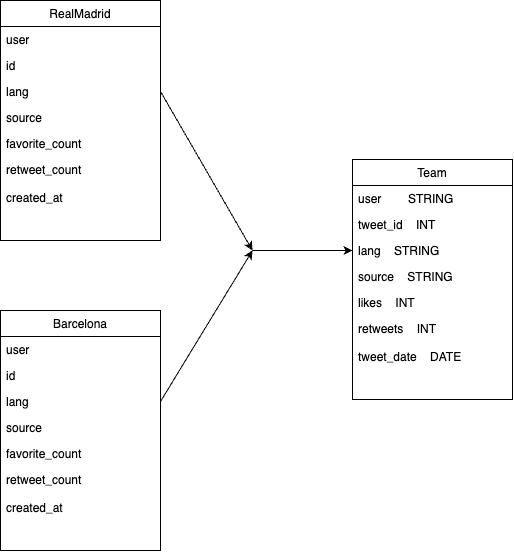 RealMadrid
user
id
lang
source
favorite_count
retweet_count
created_at
Barcelona
user
id
lang
source
favorite_count
retweet_count
created_at
Team
user STRING
tweet_id INT
lang STRING
source STRING
likes INT
retweets INT
tweet_date DATE